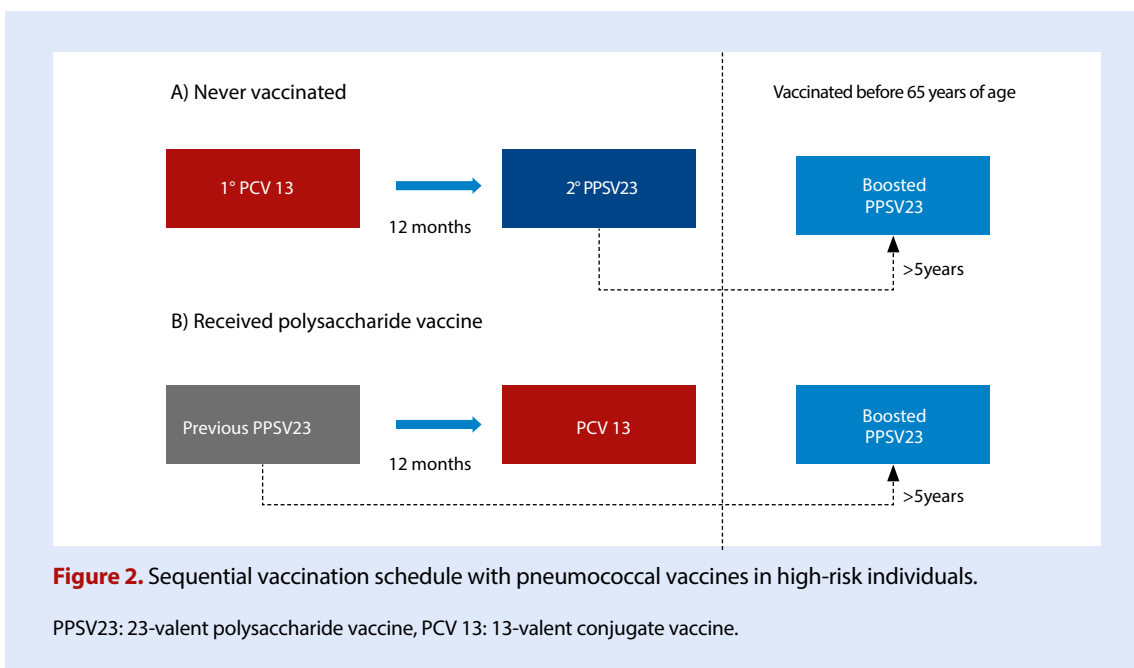 A) Never vaccinated
Vaccinated before 65 years of age
1° PCV 13
12 months
2° PPSV23
Boosted
PPSV23
>5years
B) Received polysaccharide vaccine
Previous PPSV23
12 months
PCV 13
Boosted
PPSV23
>5years
Figure 2. Sequential vaccination schedule with pneumococcal vaccines in high-risk individuals.
PPSV23: 23-valent polysaccharide vaccine, PCV 13: 13-valent conjugate vaccine.